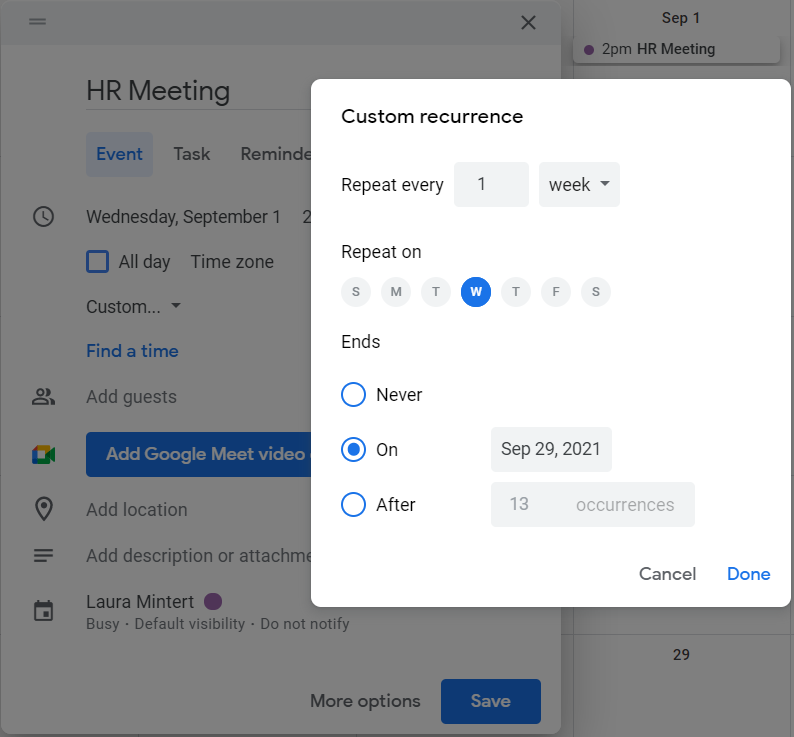 Sep 1
2pm HR Meeting
HR Meeting
Event Task
Wednesday, September 1
All day Time zone
Custom...
Find a time
Add guests
Add Google Meet video
Add location
Add description or
Laura Mintert
Busy · Default visibility · Do not notify
More options Save
Custom recurrence
Repeat every 1 week
Repeat on
S M T W T F S
Ends
Never
On Sep 29, 2021
After 13 occurrences
Cancel Done
29